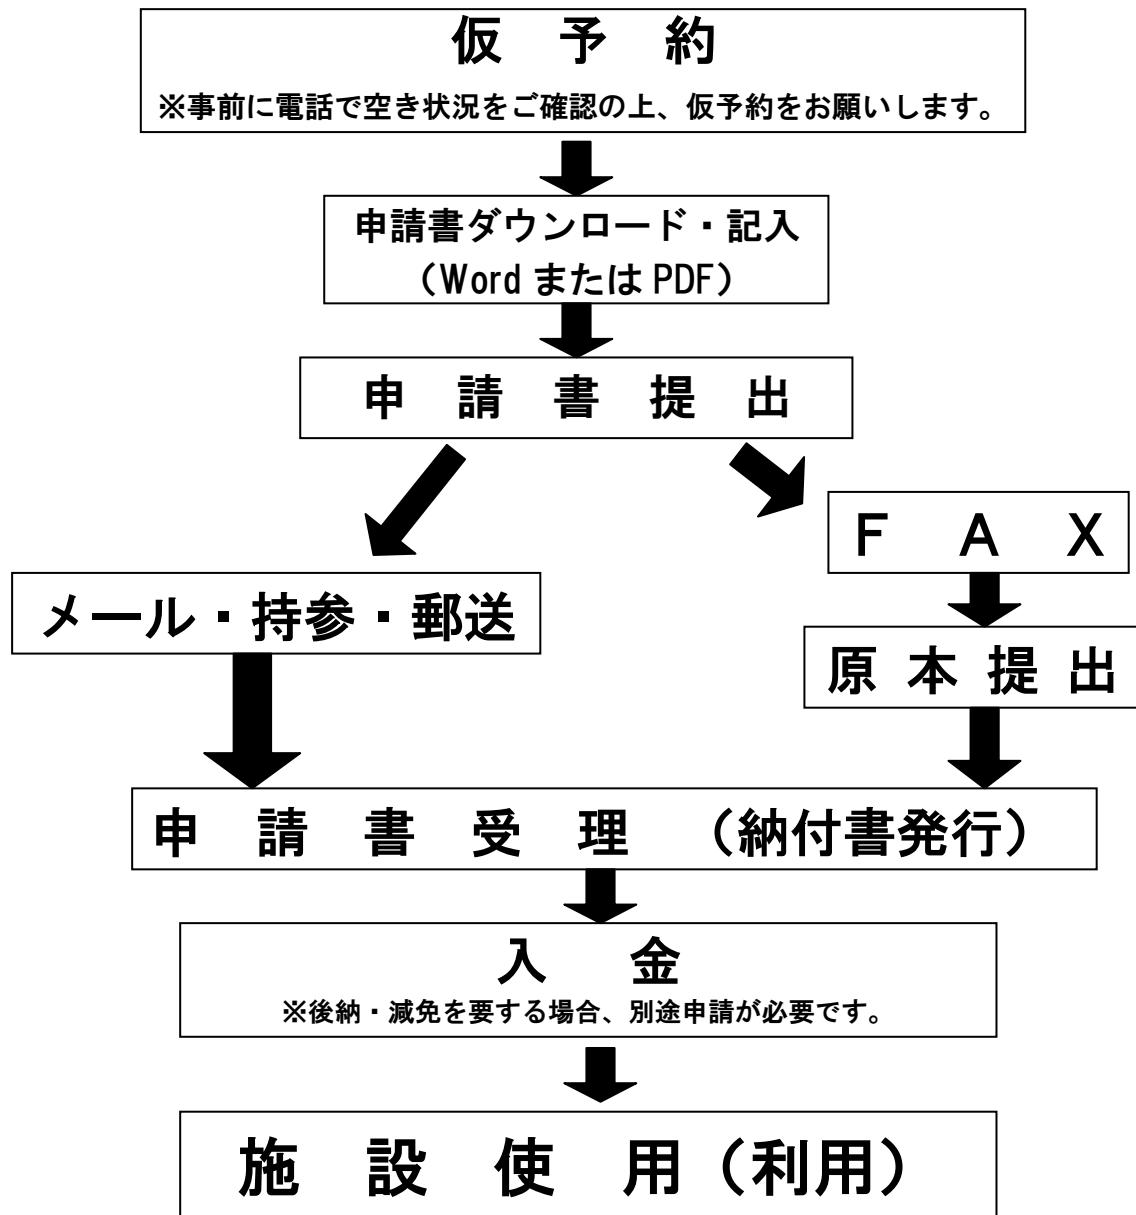 仮　予　約
※事前に電話で空き状況をご確認の上、仮予約をお願いします。
申請書ダウンロード・記入
（Word または PDF）
申　請　書　提　出
Ｆ　Ａ　Ｘ
メール・持参・郵送
原 本 提 出
申　請　書　受　理　（納付書発行）
入　金
※後納・減免を要する場合、別途申請が必要です。
施　設　使　用（利用）